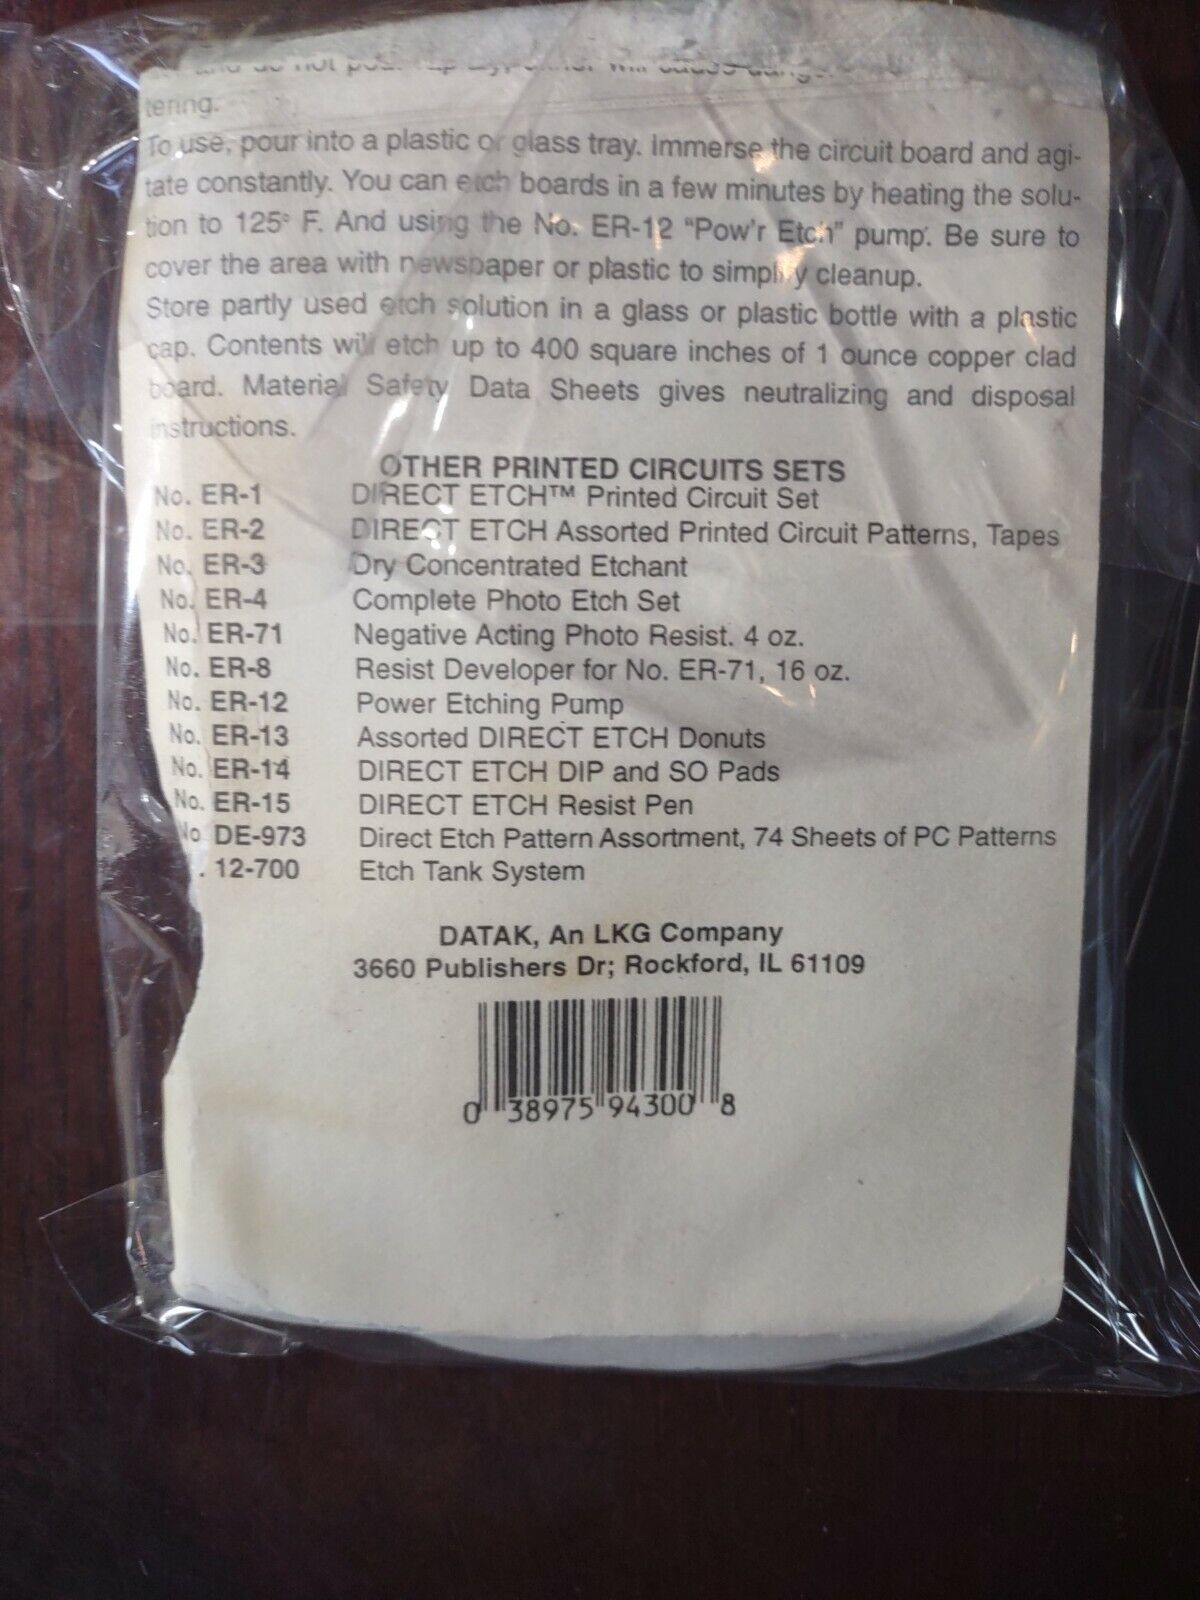 and do not
tering.
To use, pour into a plastic or glass tray. Immerse the circuit board and agi-
tate constantly. You can etch boards in a few minutes by heating the solu-
tion to 125° F. And using the No. ER-12 "Pow'r Etch" pump. Be sure to
cover the area with newspaper or plastic to simplify cleanup.
Store partly used etch solution in a glass or plastic bottle with a plastic
cap. Contents will etch up to 400 square inches of 1 ounce copper clad
board. Material Safety Data Sheets gives neutralizing and disposal
instructions.
OTHER PRINTED CIRCUITS SETS
No. ER-1 DIRECT ETCH™ Printed Circuit Set
No. ER-2 DIRECT ETCH Assorted Printed Circuit Patterns, Tapes
No. ER-3 Dry Concentrated Etchant
No. ER-4 Complete Photo Etch Set
No. ER-71 Negative Acting Photo Resist. 4 oz.
No. ER-8 Resist Developer for No. ER-71, 16 oz.
No. ER-12 Power Etching Pump
No. ER-13 Assorted DIRECT ETCH Donuts
No. ER-14 DIRECT ETCH DIP and SO Pads
No. ER-15 DIRECT ETCH Resist Pen
No DE-973 Direct Etch Pattern Assortment, 74 Sheets of PC Patterns
. 12-700 Etch Tank System
DATAK, An LKG Company
3660 Publishers Dr; Rockford, IL 61109
0 38975 94300 8